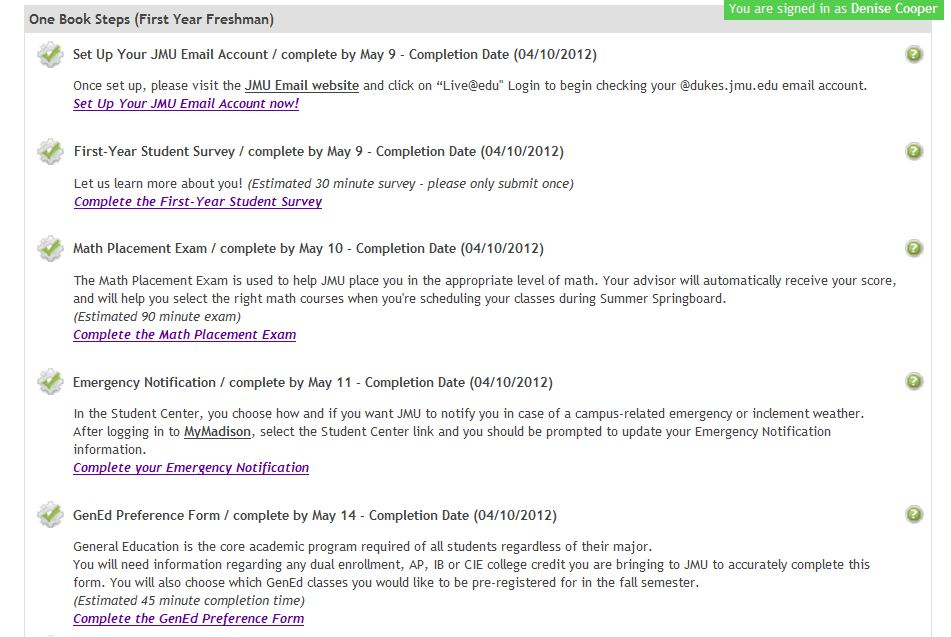 You are signed in as Denise Cooper
One Book Steps (First Year Freshman)
Set Up Your JMU Email Account / complete by May 9 - Completion Date (04/10/2012)
Once set up, please visit the JMU Email website and click on “Live@edu" Login to begin checking your @dukes.jmu.edu email account.
Set Up Your JMU Email Account now!
First-Year Student Survey / complete by May 9 - Completion Date (04/10/2012)
Let us learn more about you! (Estimated 30 minute survey - please only submit once)
Complete the First-Year Student Survey
Math Placement Exam / complete by May 10 - Completion Date (04/10/2012)
The Math Placement Exam is used to help JMU place you in the appropriate level of math. Your advisor will automatically receive your score,
and will help you select the right math courses when you're scheduling your classes during Summer Springboard.
(Estimated 90 minute exam)
Complete the Math Placement Exam
Emergency Notification / complete by May 11 - Completion Date (04/10/2012)
In the Student Center, you choose how and if you want JMU to notify you in case of a campus-related emergency or inclement weather.
After logging in to MyMadison, select the Student Center link and you should be prompted to update your Emergency Notification
information.
Complete your Emergency Notification
GenEd Preference Form / complete by May 14 - Completion Date (04/10/2012)
General Education is the core academic program required of all students regardless of their major.
You will need information regarding any dual enrollment, AP, IB or CIE college credit you are bringing to JMU to accurately complete this
form. You will also choose which GenEd classes you would like to be pre-registered for in the fall semester.
(Estimated 45 minute completion time)
Complete the GenEd Preference Form